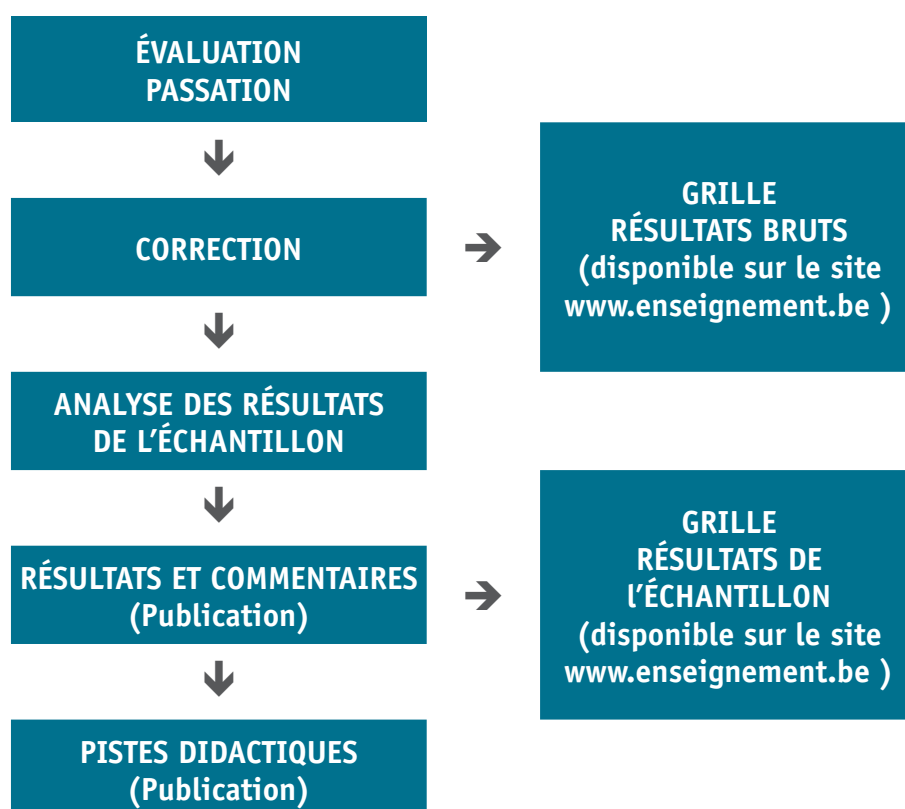 ÉVALUATION
PASSATION
CORRECTION
GRILLE
RÉSULTATS BRUTS
(disponible sur le site
www.enseignement.be )
ANALYSE DES RÉSULTATS
DE L’ÉCHANTILLON
RÉSULTATS ET COMMENTAIRES
(Publication)
GRILLE
RÉSULTATS DE
l’ÉCHANTILLON
(disponible sur le site
www.enseignement.be )
PISTES DIDACTIQUES
(Publication)